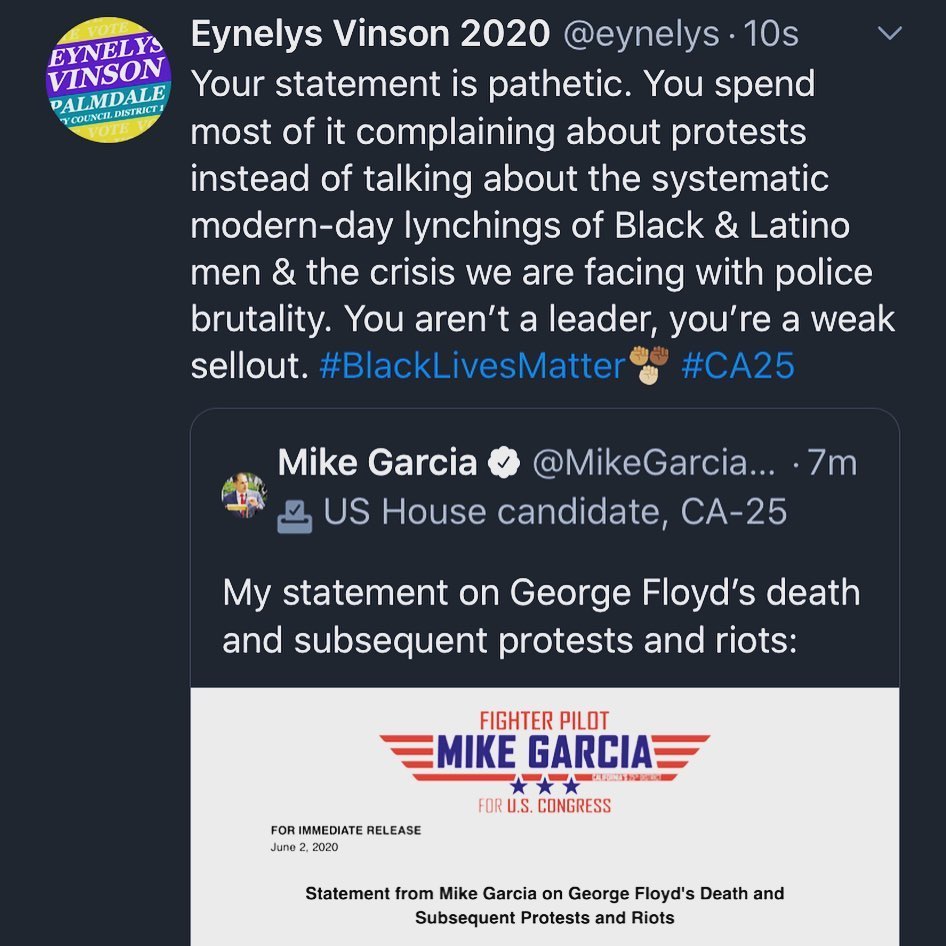 VOTE
EYNELYS
VINSON
PALMDALE
Y COUNCIL DISTRICT 1
VOTE
Eynelys Vinson 2020 @eynelys · 10s
Your statement is pathetic. You spend
most of it complaining about protests
instead of talking about the systematic
modern-day lynchings of Black & Latino
men & the crisis we are facing with police
brutality. You aren't a leader, you're a weak
sellout. #BlackLivesMatter✊🏽✊🏾✊🏼 #CA25
Mike Garcia @MikeGarcia... · 7m
US House candidate, CA-25
My statement on George Floyd's death
and subsequent protests and riots:
FIGHTER PILOT
MIKE GARCIA
CALIFORNIA'S 25TH DISTRICT
FOR U.S. CONGRESS
FOR IMMEDIATE RELEASE
June 2, 2020
Statement from Mike Garcia on George Floyd's Death and
Subsequent Protests and Riots